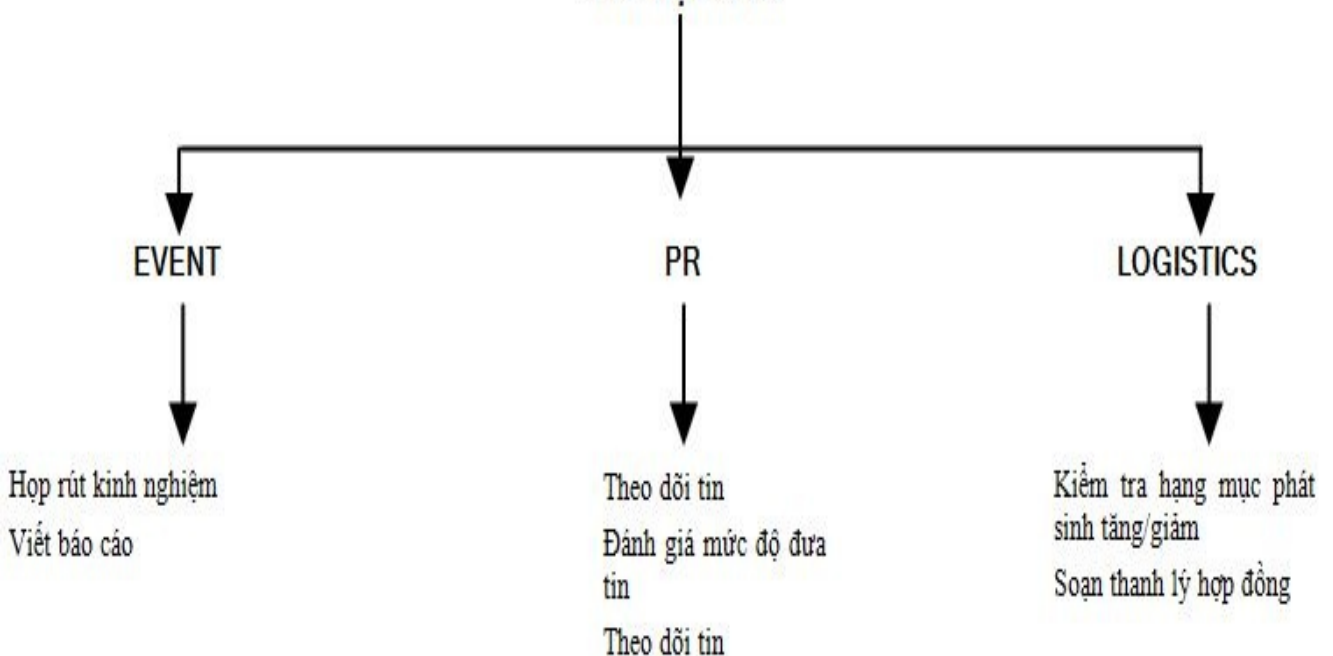 EVENT
PR
LOGISTICS
Họp rút kinh nghiệm
Viết báo cáo
Theo dõi tin
Đánh giá mức độ đưa
tin
Theo dõi tin
Kiểm tra hạng mục phát
sinh tăng/giảm
Soạn thanh lý hợp đồng